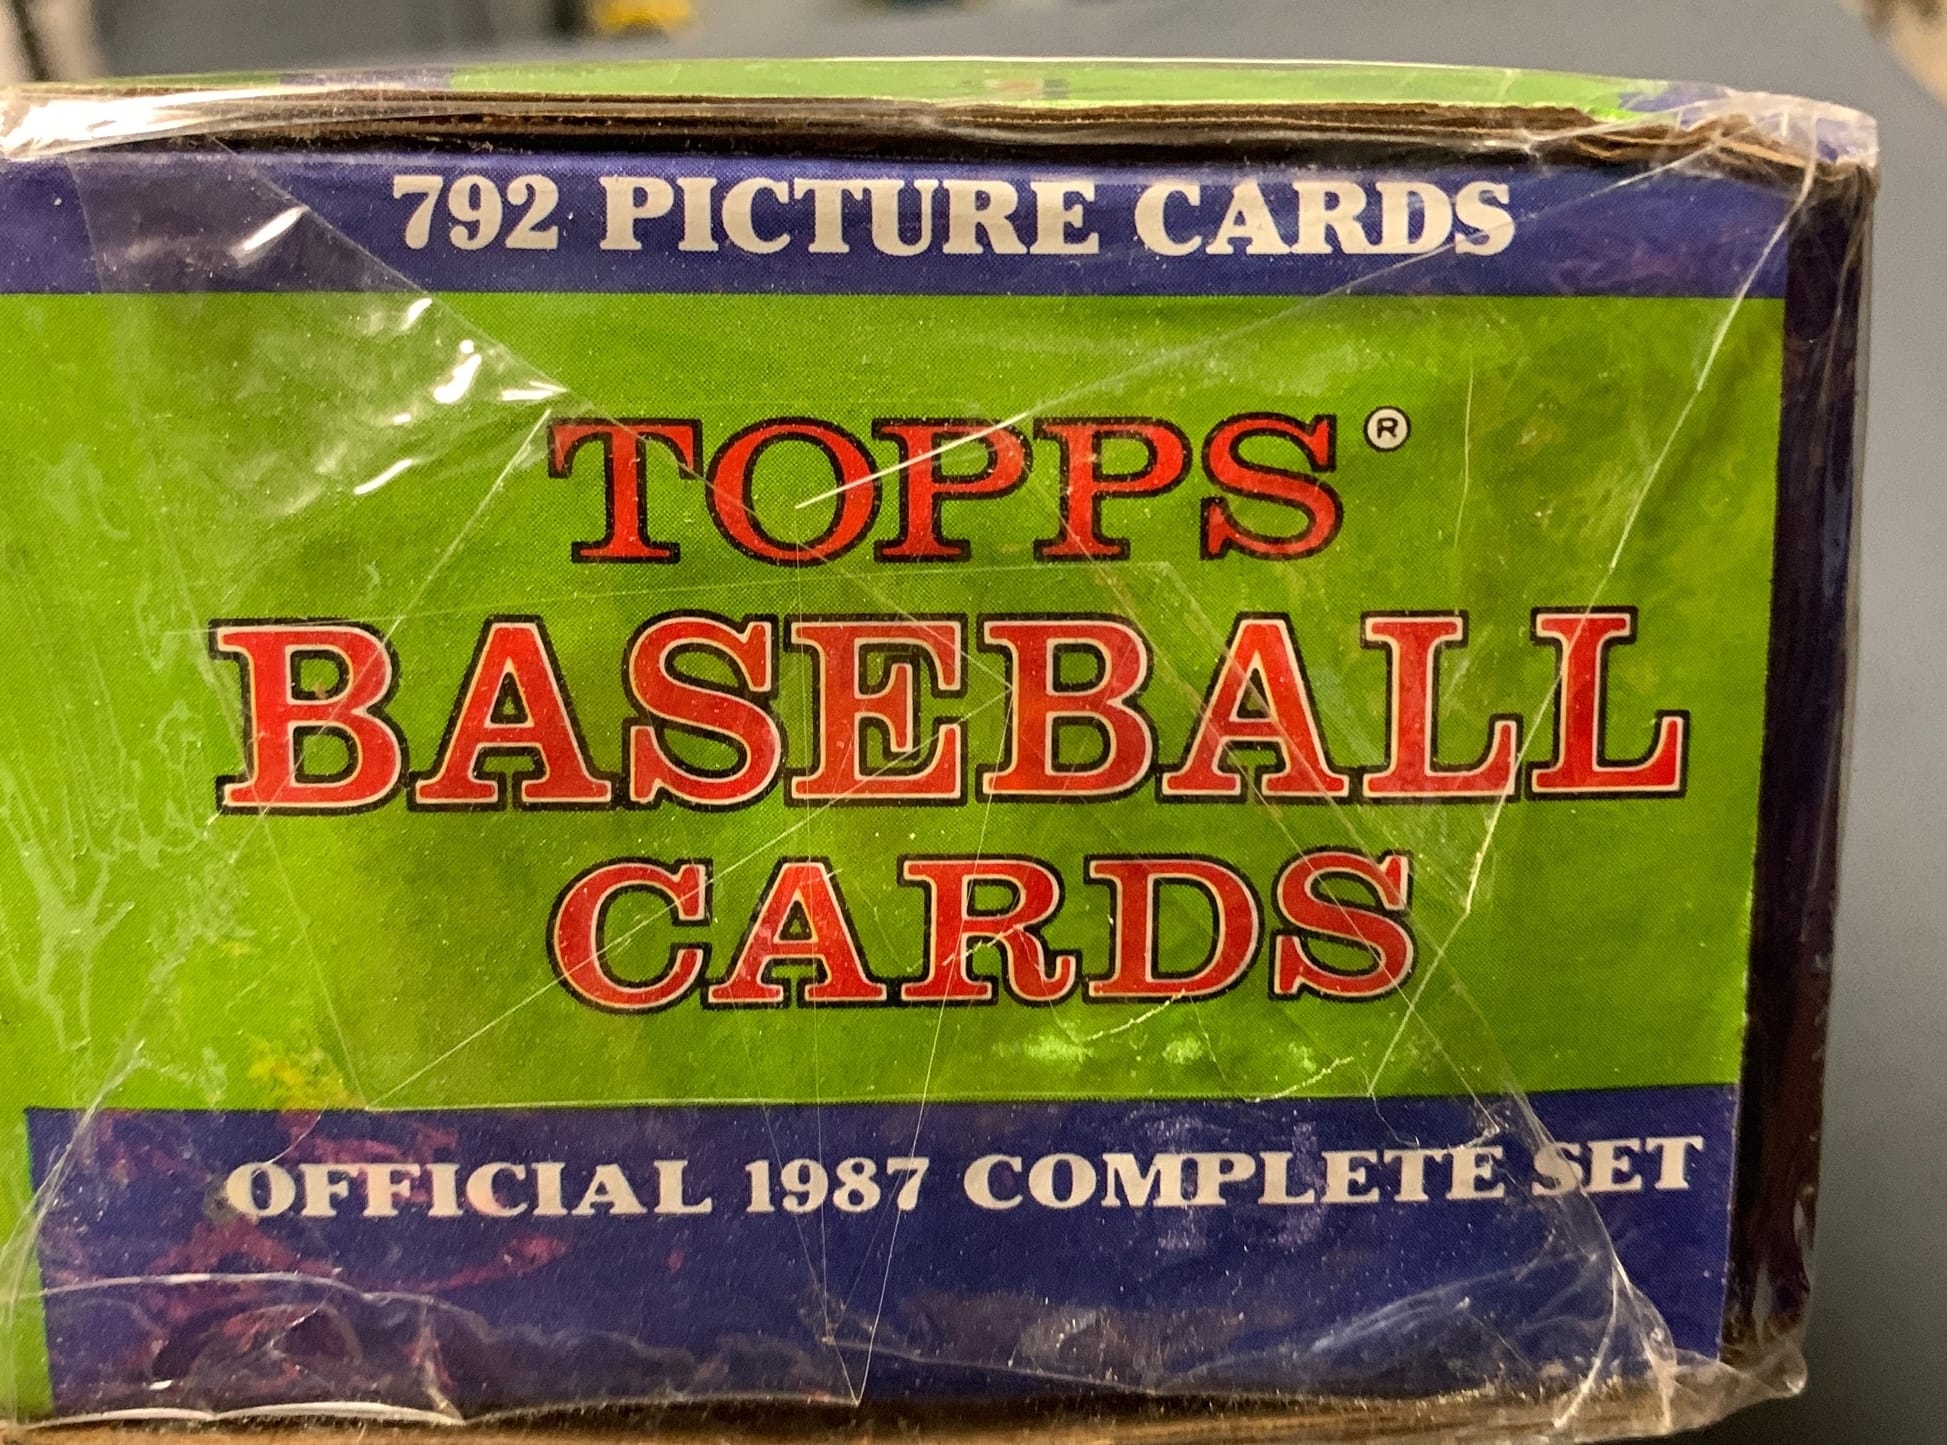 792 PICTURE CARDS
TOPPS®
BASEBALL
CARDS
OFFICIAL 1987 COMPLETE SET